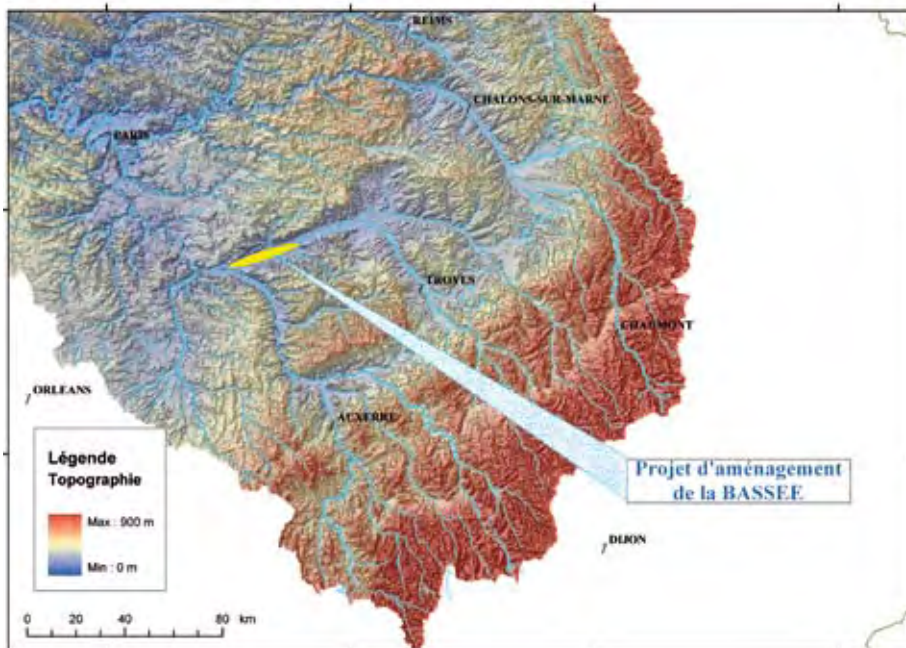 REIMS
CHALONS-SUR-MARNE
PARIS
TROYES
CHAUMONT
ORLEANS
AUXERRE
Légende
Topographie
Max : 900 m
Min : 0 m
Projet d'aménagement
de la BASSEE
DIJON
0 20 40 60 80 km